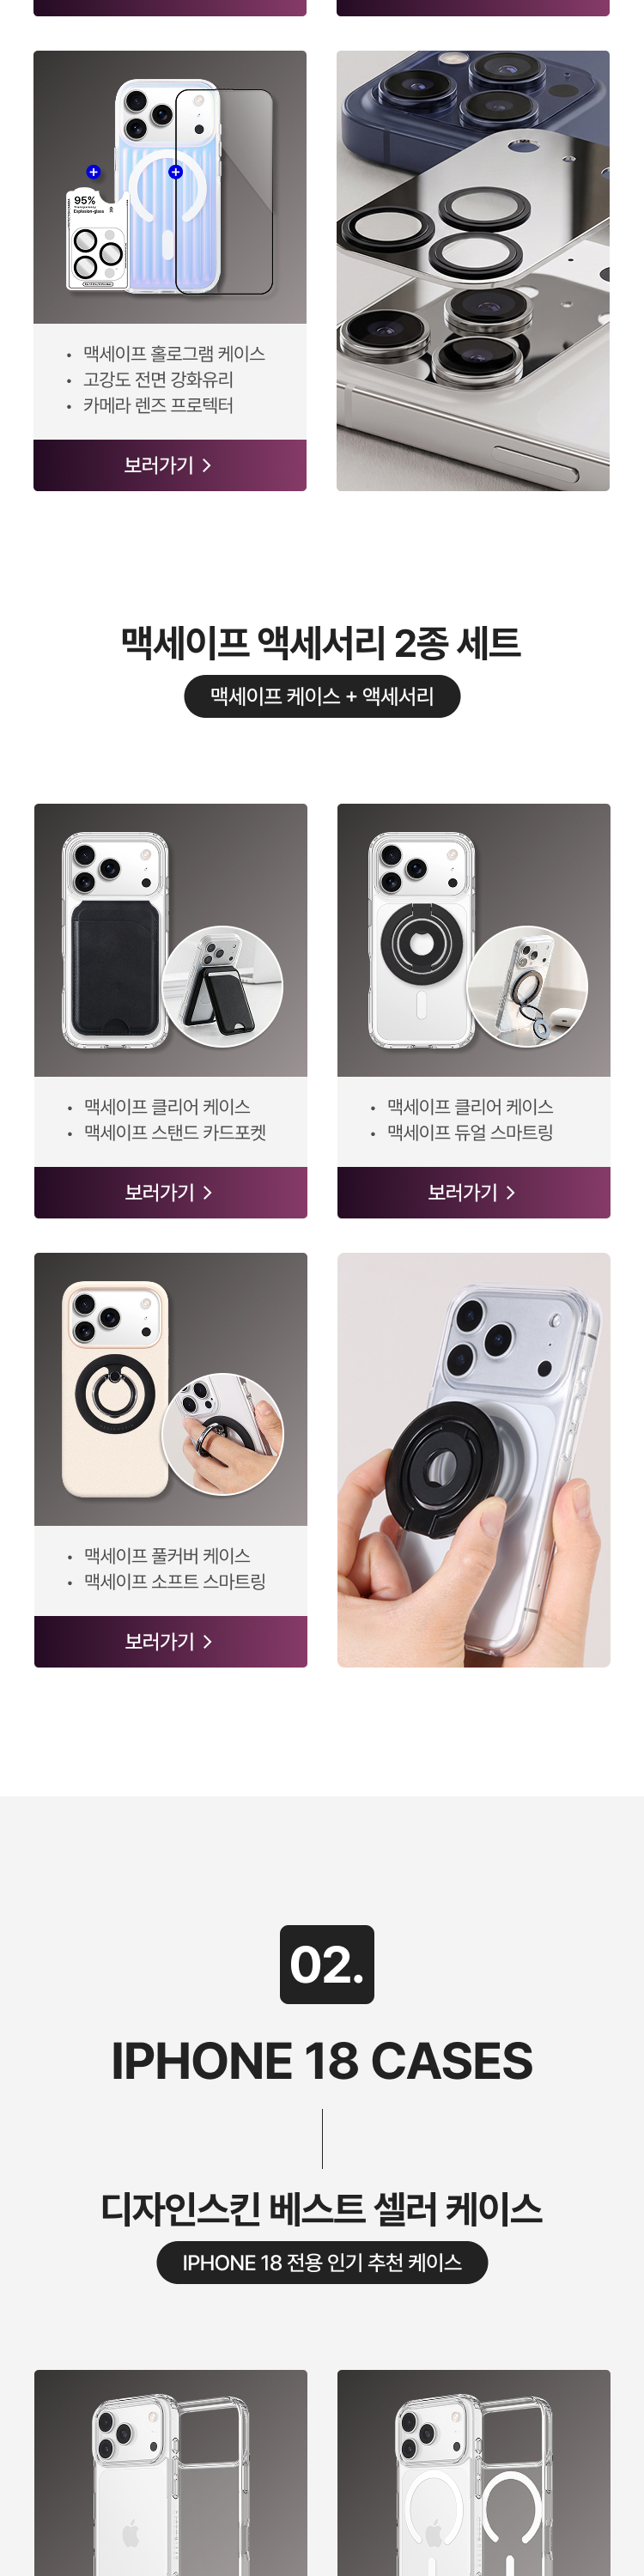 95%
Explosion-glass
• 맥세이프 홀로그램 케이스
• 고강도 전면 강화유리
• 카메라 렌즈 프로텍터
보러가기 >
맥세이프 액세서리 2종 세트
맥세이프 케이스 + 액세서리
• 맥세이프 클리어 케이스
• 맥세이프 스탠드 카드포켓
보러가기 >
• 맥세이프 클리어 케이스
• 맥세이프 듀얼 스마트링
보러가기 >
• 맥세이프 풀커버 케이스
• 맥세이프 소프트 스마트링
보러가기 >
02.
IPHONE 18 CASES
디자인스킨 베스트 셀러 케이스
IPHONE 18 전용 인기 추천 케이스